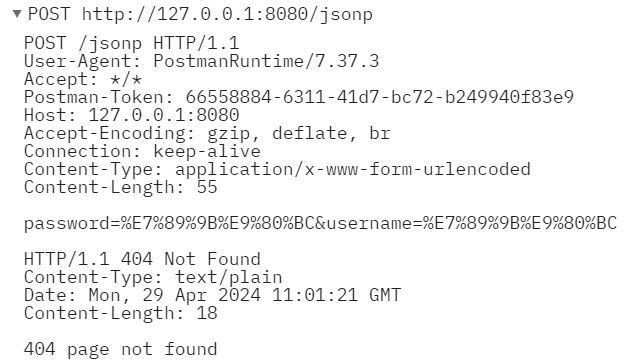 POST http://127.0.0.1:8080/jsonp
POST /jsonp HTTP/1.1
User-Agent: PostmanRuntime/7.37.3
Accept: */*
Postman-Token: 66558884-6311-41d7-bc72-b249940f83e9
Host: 127.0.0.1:8080
Accept-Encoding: gzip, deflate, br
Connection: keep-alive
Content-Type: application/x-www-form-urlencoded
Content-Length: 55
password=%E7%89%9B%E9%80%BC&username=%E7%89%9B%E9%80%BC
HTTP/1.1 404 Not Found
Content-Type: text/plain
Date: Mon, 29 Apr 2024 11:01:21 GMT
Content-Length: 18
404 page not found